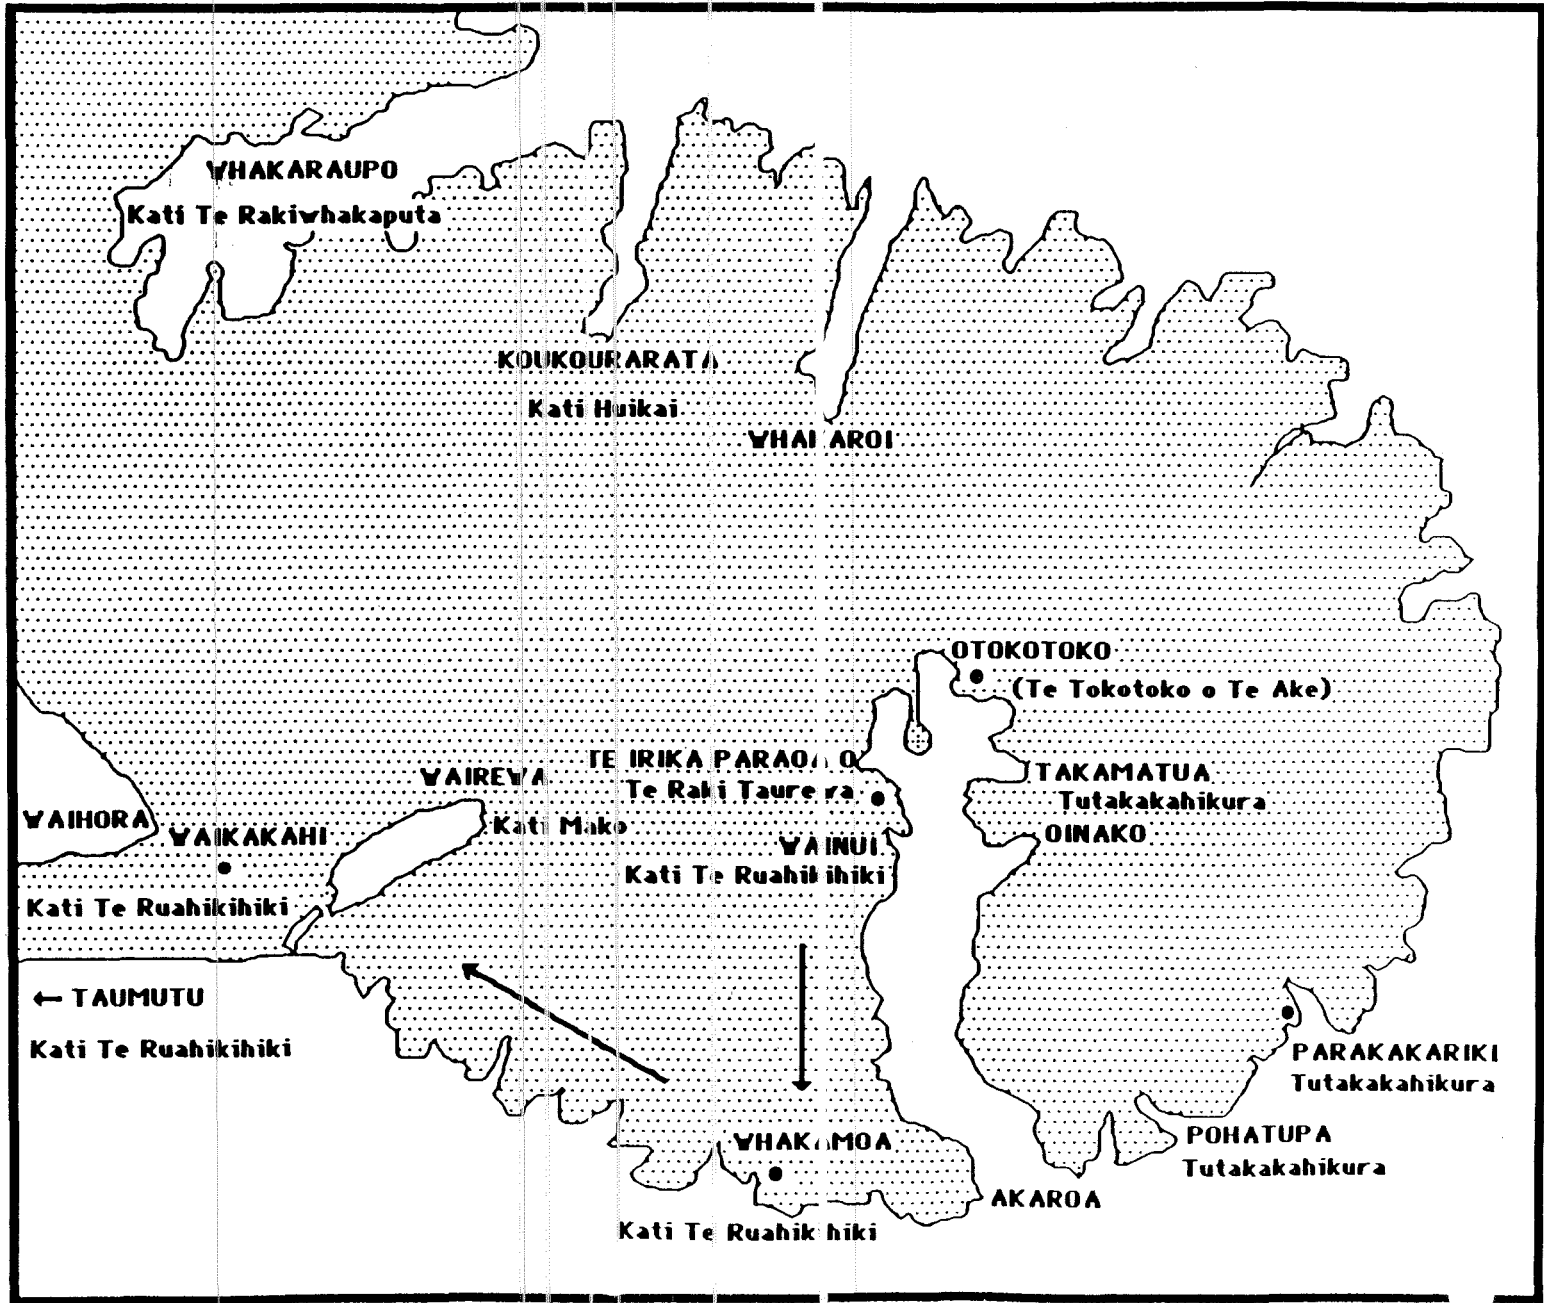 WHAKARAUPO
Kati Te Rakiwhakaputa
KOUKOURARATA
Kati Huikai
WHAKAROI
OTOKOTOKO
(Te Tokotoko o Te Ake)
TE IRIKA PARAOA O
Te Raki Taurewa
TAKAMATUA
Tutakakahikura
OINAKO
WAIREWA
Kati Mako
WAIHORA
WAIKAKAHI
Kati Te Ruahikihiki
WAINUI
Kati Te Ruahikihiki
← TAUMUTU
Kati Te Ruahikihiki
PARAKAKARIKI
Tutakakahikura
POHATUPA
Tutakakahikura
WHAKAMOA
Kati Te Ruahikihiki
AKAROA